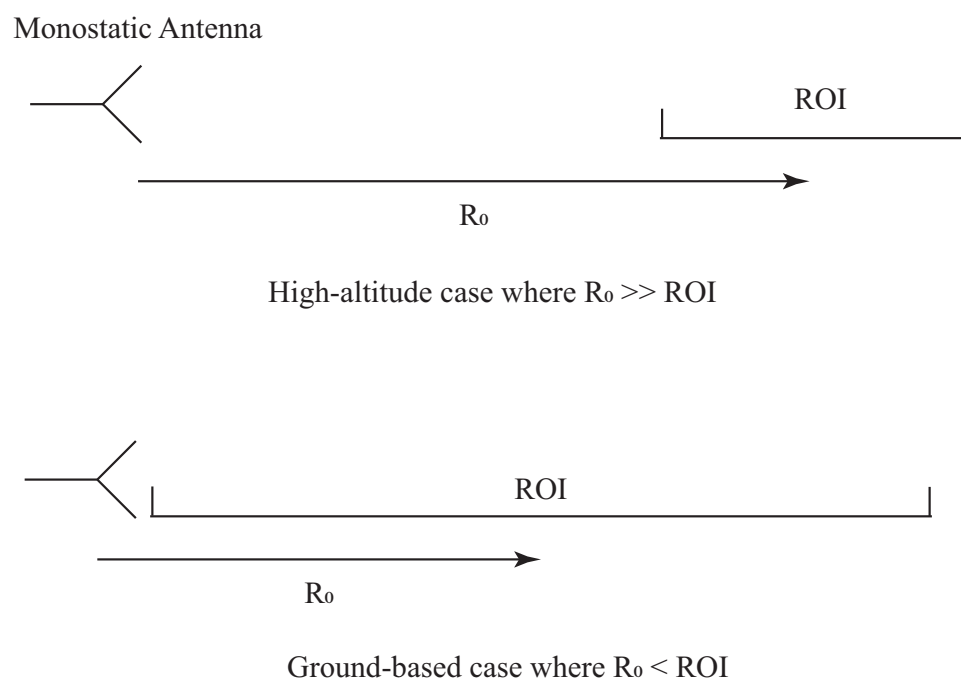 Monostatic Antenna
ROI
R₀
High-altitude case where R₀ >> ROI
ROI
R₀
Ground-based case where R₀ < ROI